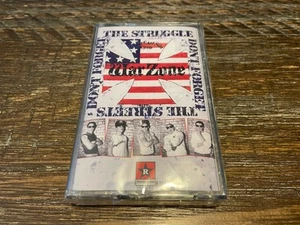 THE STRUGGLE
DON'T FORGET
WarZone
THE STREETS
DON'T FORGET
R